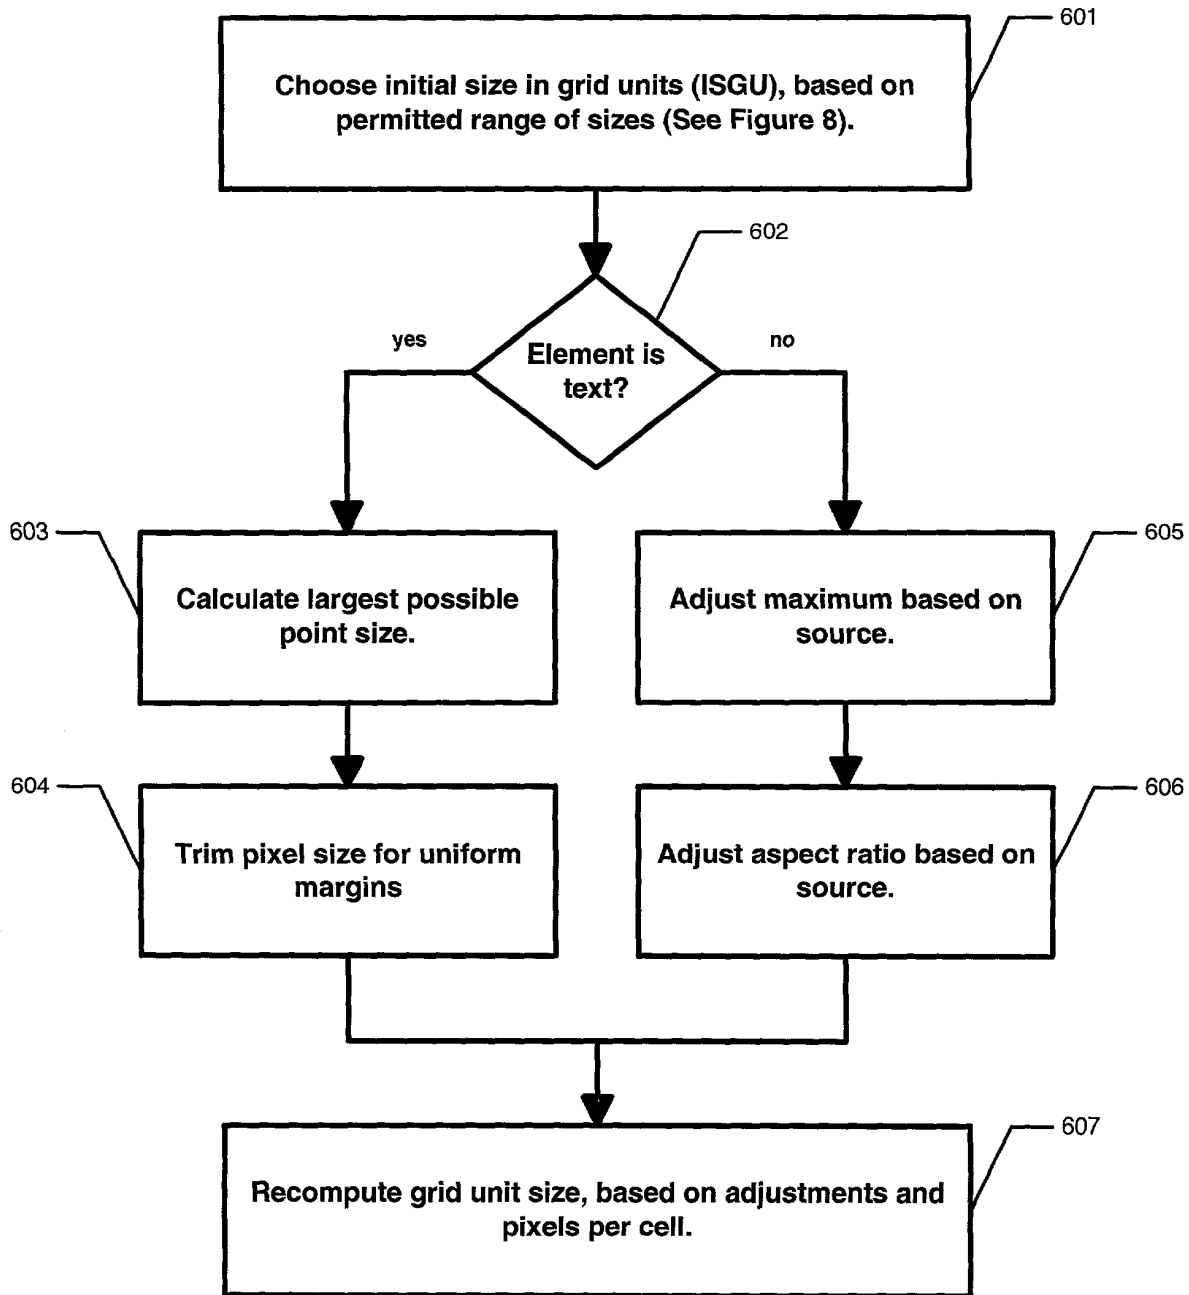 601
Choose initial size in grid units (ISGU), based on
permitted range of sizes (See Figure 8).
602
yes
no
Element is
text?
603
605
Calculate largest possible
point size.
Adjust maximum based on
source.
604
606
Trim pixel size for uniform
margins
Adjust aspect ratio based on
source.
607
Recompute grid unit size, based on adjustments and
pixels per cell.